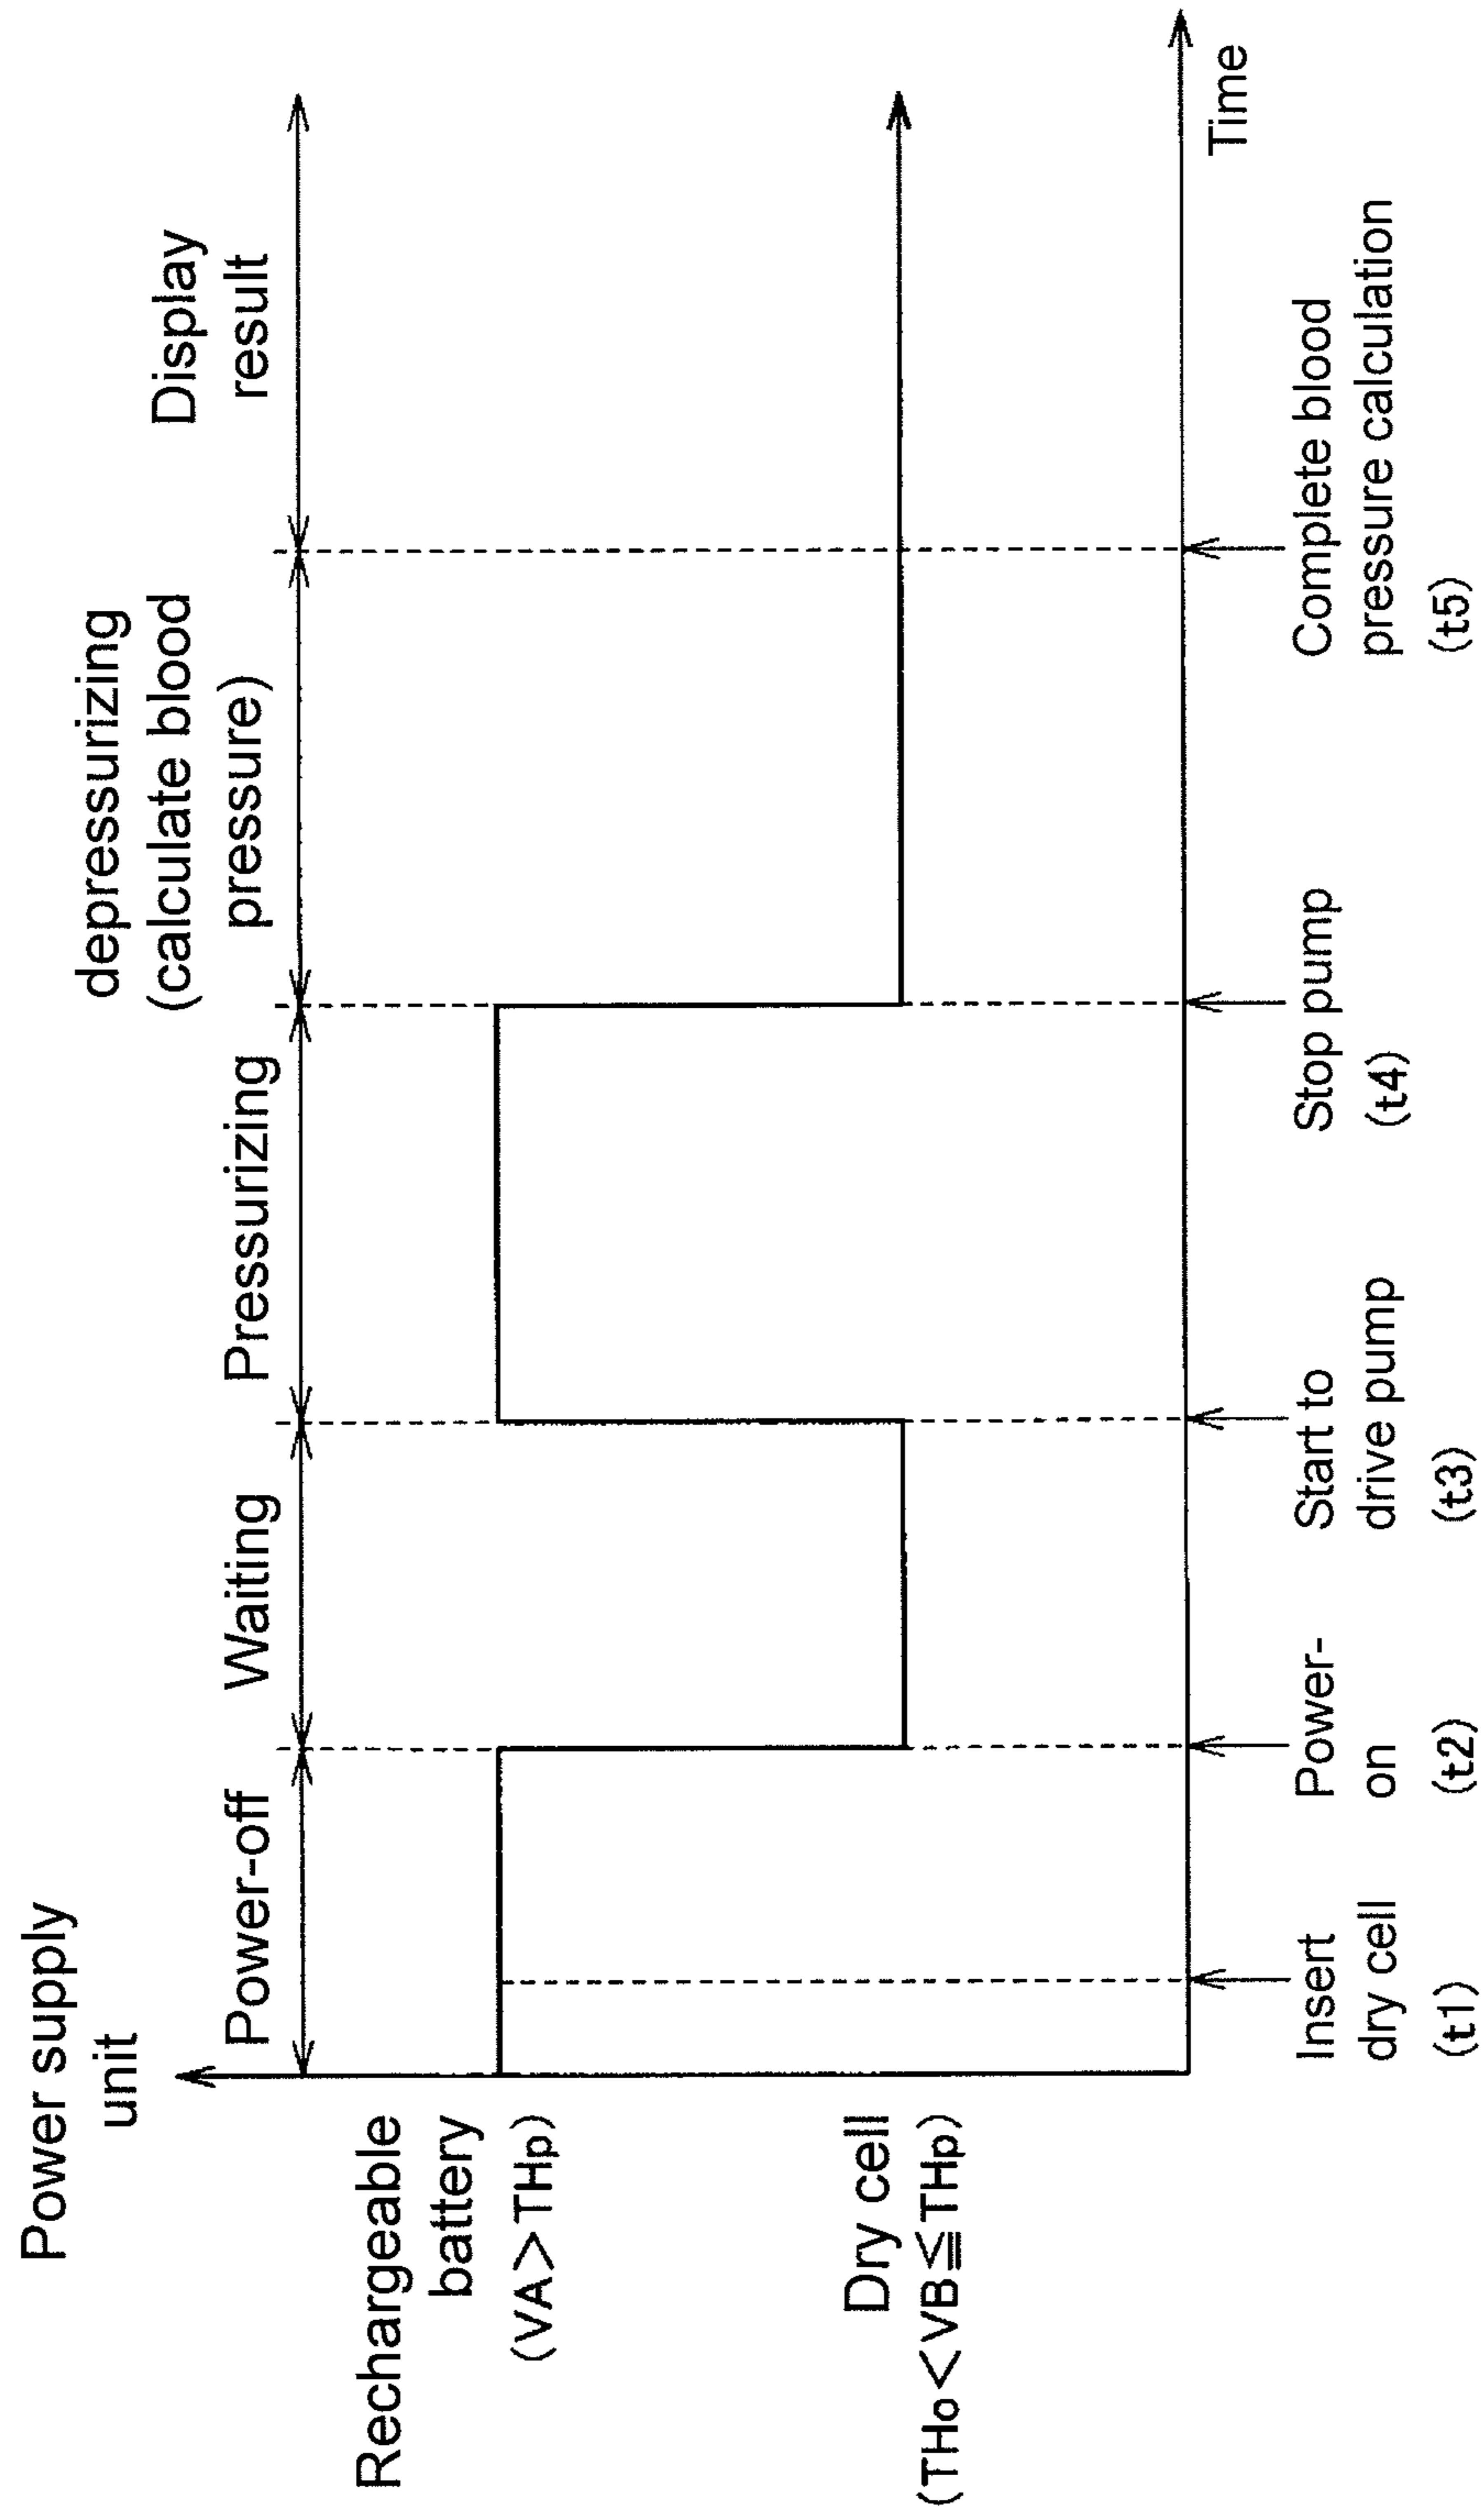 Power supply
unit
Power-off
Waiting
Pressurizing
depressurizing
(calculate blood
pressure)
Display
result
Rechargeable
battery
(VA>THp)
Dry cell
(THo<VB≦THp)
Insert
dry cell
(t1)
Power-
on
(t2)
Start to
drive pump
(t3)
Stop pump
(t4)
Complete blood
pressure calculation
(t5)
Time